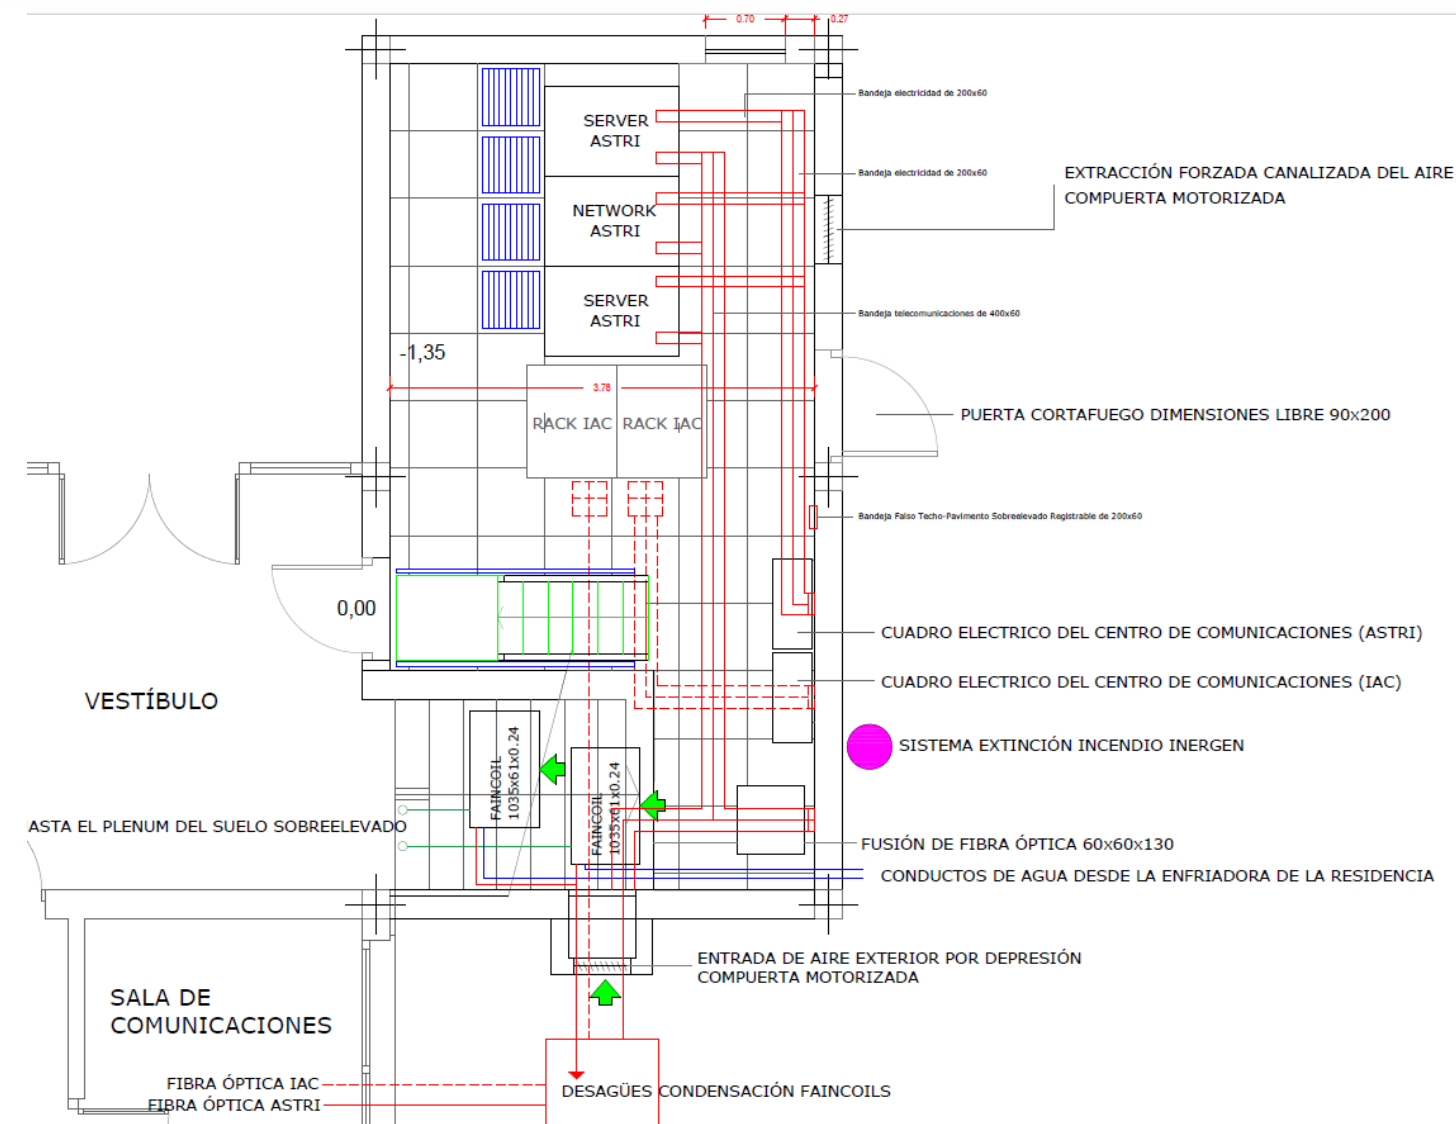 0.70
0.27
Bandeja electricidad de 200x60
SERVER
ASTRI
Bandeja electricidad de 200x60
EXTRACCIÓN FORZADA CANALIZADA DEL AIRE
COMPUERTA MOTORIZADA
NETWORK
ASTRI
SERVER
ASTRI
Bandeja telecomunicaciones de 400x60
-1,35
3.78
RACK IAC
RACK IAC
PUERTA CORTAFUEGO DIMENSIONES LIBRE 90x200
Bandeja Falso Techo-Pavimento Sobreelevado Registrable de 200x60
0,00
CUADRO ELECTRICO DEL CENTRO DE COMUNICACIONES (ASTRI)
CUADRO ELECTRICO DEL CENTRO DE COMUNICACIONES (IAC)
VESTÍBULO
SISTEMA EXTINCIÓN INCENDIO INERGEN
FAINCOIL
1035x61x0.24
FAINCOIL
1035x61x0.24
ASTA EL PLENUM DEL SUELO SOBREELEVADO
FUSIÓN DE FIBRA ÓPTICA 60x60x130
CONDUCTOS DE AGUA DESDE LA ENFRIADORA DE LA RESIDENCIA
ENTRADA DE AIRE EXTERIOR POR DEPRESIÓN
COMPUERTA MOTORIZADA
SALA DE
COMUNICACIONES
FIBRA ÓPTICA IAC
FIBRA ÓPTICA ASTRI
DESAGÜES CONDENSACIÓN FAINCOILS